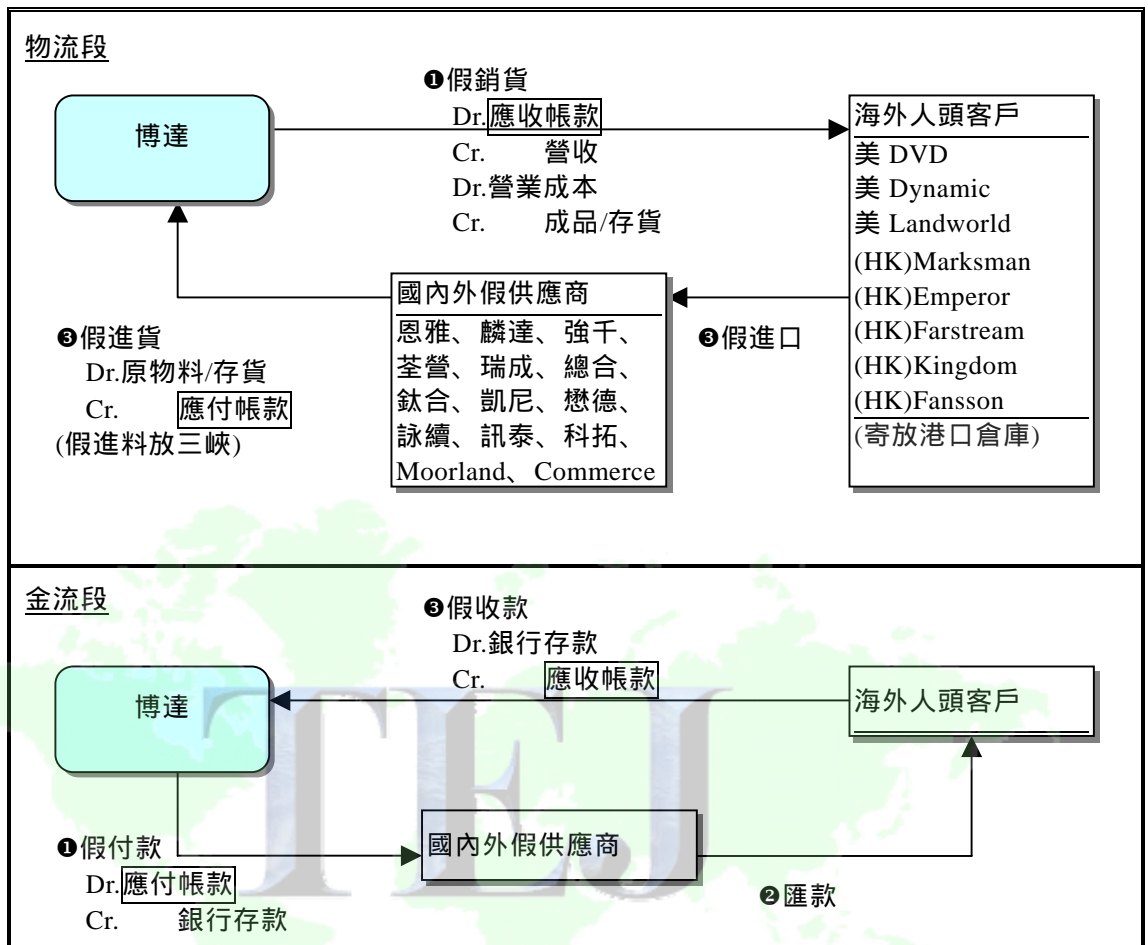 物流段
❶假銷貨
Dr.應收帳款
Cr. 營收
Dr.營業成本
Cr. 成品/存貨
博達
海外人頭客戶
美 DVD
美 Dynamic
美 Landworld
(HK)Marksman
(HK)Emperor
(HK)Farstream
(HK)Kingdom
(HK)Fansson
(寄放港口倉庫)
國內外假供應商
恩雅、麟達、強千、
荃營、瑞成、總合、
鈦合、凱尼、懋德、
詠續、訊泰、科拓、
Moorland、Commerce
❸假進口
❸假進貨
Dr.原物料/存貨
Cr. 應付帳款
(假進料放三峽)
金流段
❸假收款
Dr.銀行存款
Cr. 應收帳款
博達
海外人頭客戶
國內外假供應商
❶假付款
Dr.應付帳款
Cr. 銀行存款
❷匯款
TEJ